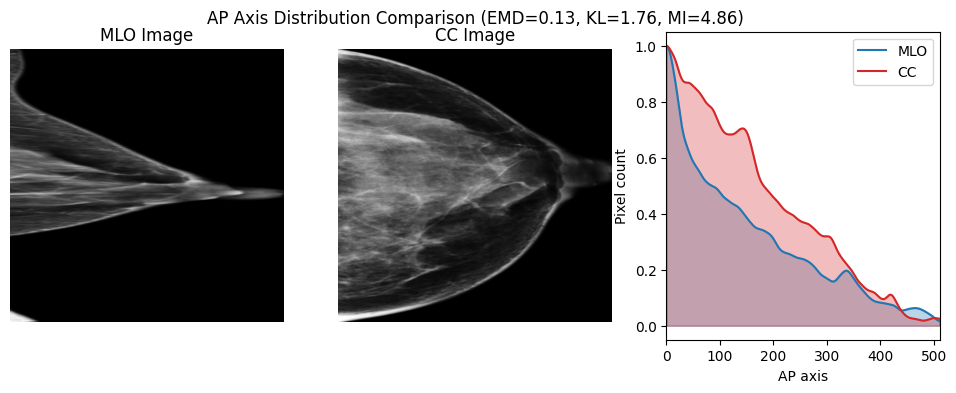 AP Axis Distribution Comparison (EMD=0.13, KL=1.76, MI=4.86)
MLO Image
CC Image
MLO
CC
Pixel count
1.0
0.8
0.6
0.4
0.2
0.0
0 100 200 300 400 500
AP axis